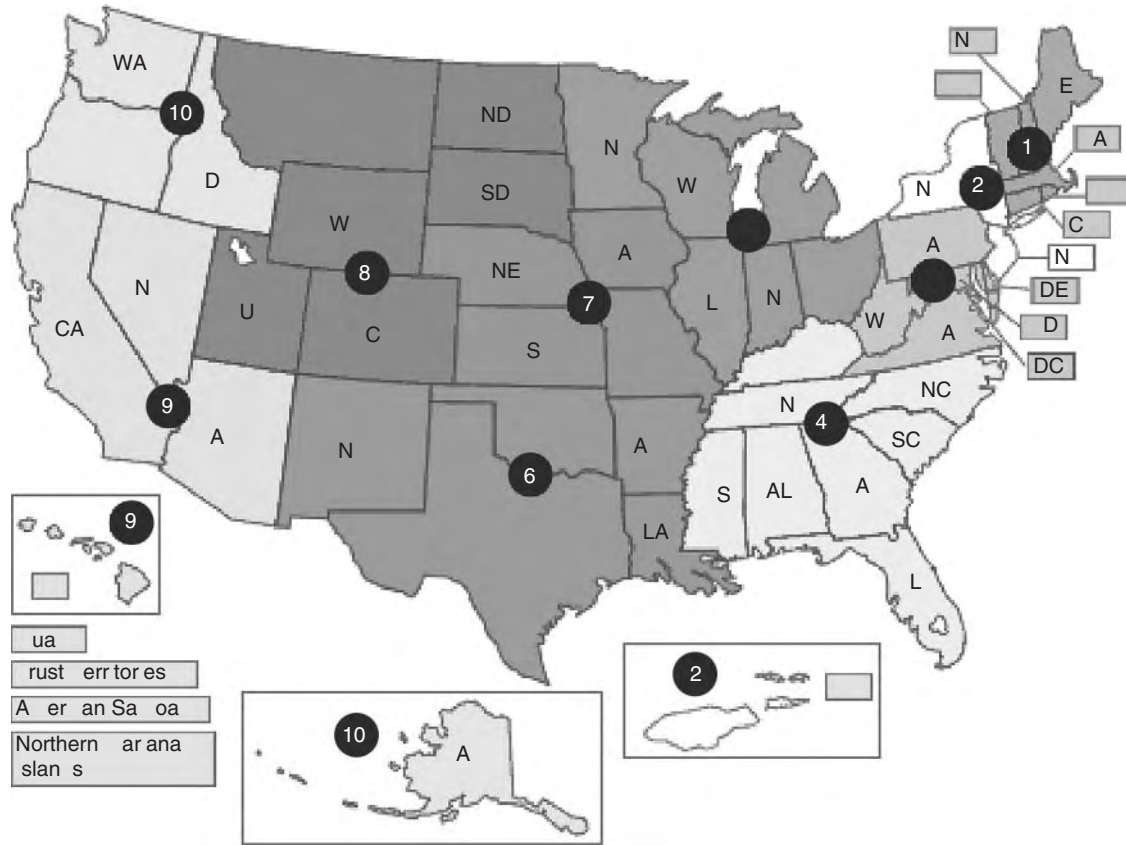 N
WA
E
10
ND
N
1
A
W
D
SD
N
2
W
C
A
A
N
8
NE
7
DE
N
L
N
U
CA
C
W
A
D
S
DC
9
NC
N
4
A
SC
N
A
6
S
AL
A
9
LA
L
ua
rust err tor es
2
A er an Sa oa
10
Northern ar ana
A
slan s